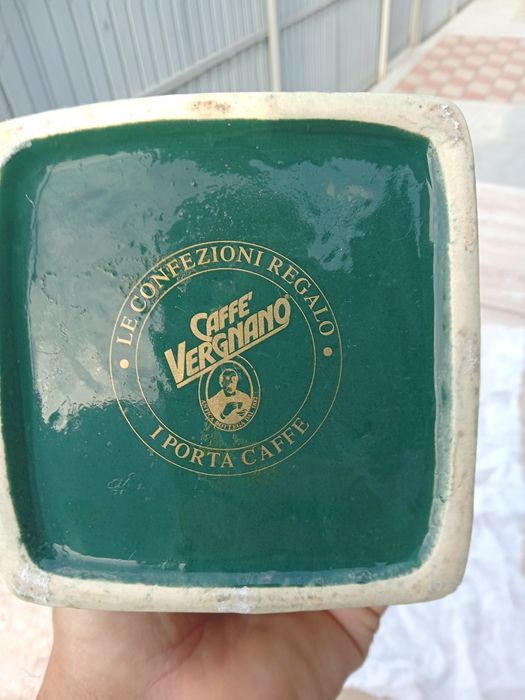 • LE CONFEZIONI REGALO •
CAFFE'
VERGNANO®
I PORTA CAFFE